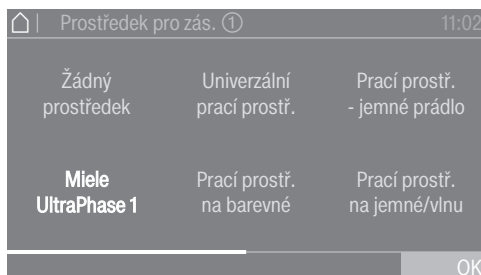 Prostředek pro zás. ① 11:02
Žádný Univerzální Prací prostř.
prostředek prací prostř. - jemné prádlo
Miele Prací prostř. Prací prostř.
UltraPhase 1 na barevné na jemné/vlnu
OK